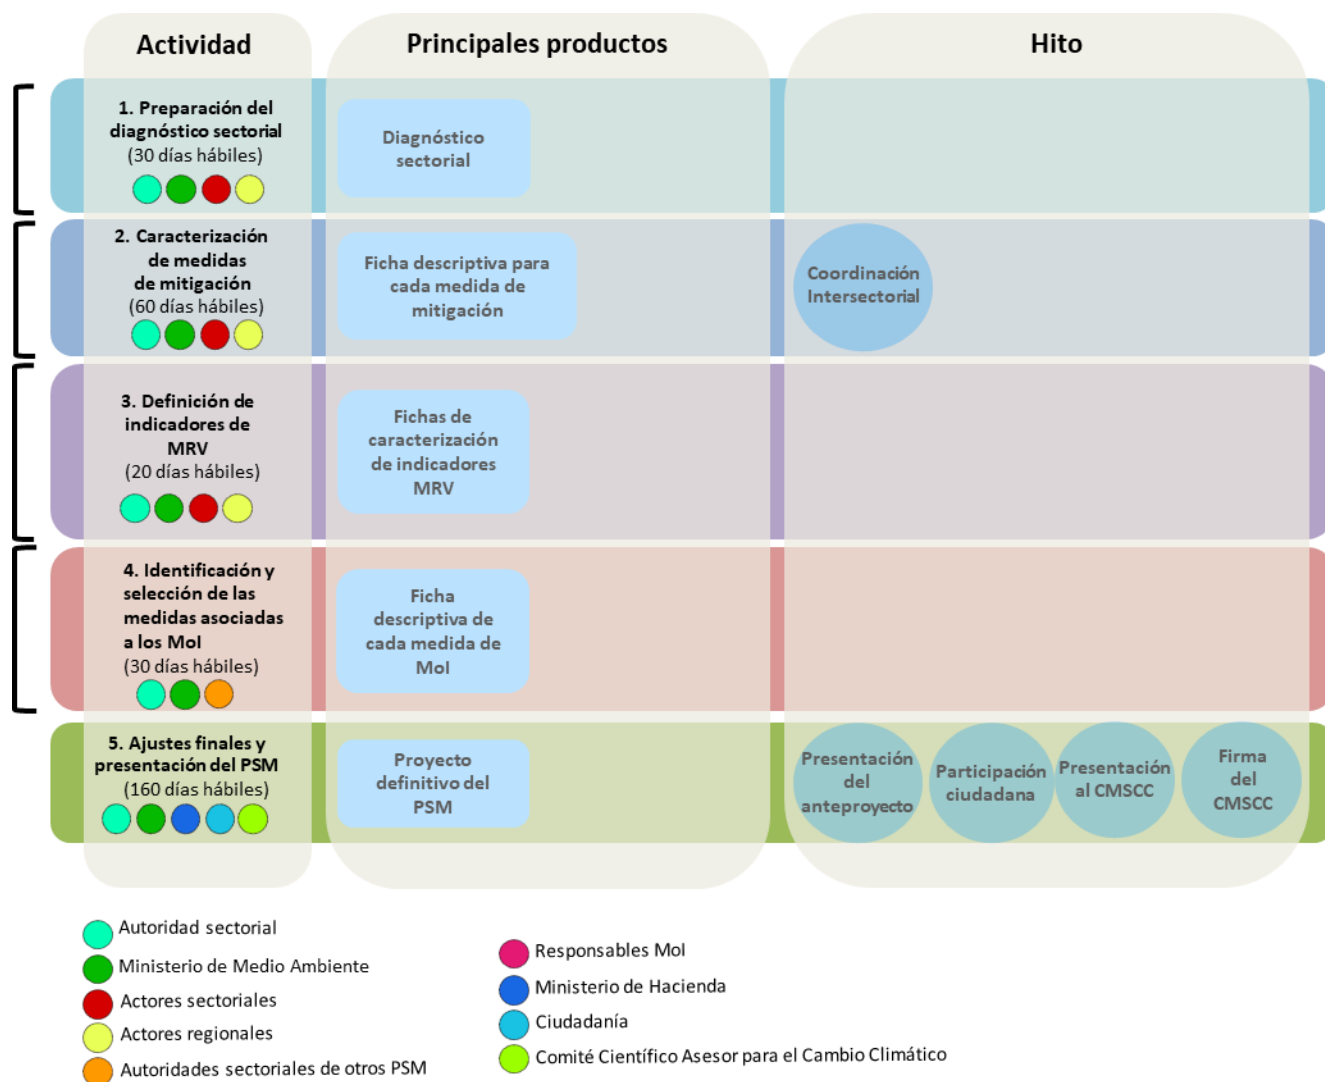 Actividad
Principales productos
Hito
1. Preparación del
diagnóstico sectorial
(30 días hábiles)
Diagnóstico
sectorial
2. Caracterización
de medidas
de mitigación
(60 días hábiles)
Ficha descriptiva para
cada medida de
mitigación
Coordinación
Intersectorial
3. Definición de
indicadores de
MRV
(20 días hábiles)
Fichas de
caracterización
de indicadores
MRV
4. Identificación y
selección de las
medidas asociadas
a los MoI
(30 días hábiles)
Ficha
descriptiva de
cada medida de
MoI
5. Ajustes finales y
presentación del PSM
(160 días hábiles)
Proyecto
definitivo del
PSM
Presentación
del
anteproyecto
Participación
ciudadana
Presentación
al CMSCC
Firma
del
CMSCC
Autoridad sectorial
Ministerio de Medio Ambiente
Actores sectoriales
Actores regionales
Autoridades sectoriales de otros PSM
Responsables MoI
Ministerio de Hacienda
Ciudadanía
Comité Científico Asesor para el Cambio Climático